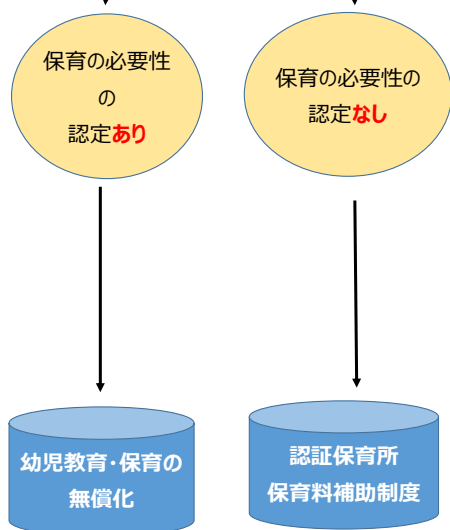 保育の必要性
の
認定あり
保育の必要性の
認定なし
幼児教育・保育の
無償化
認証保育所
保育料補助制度